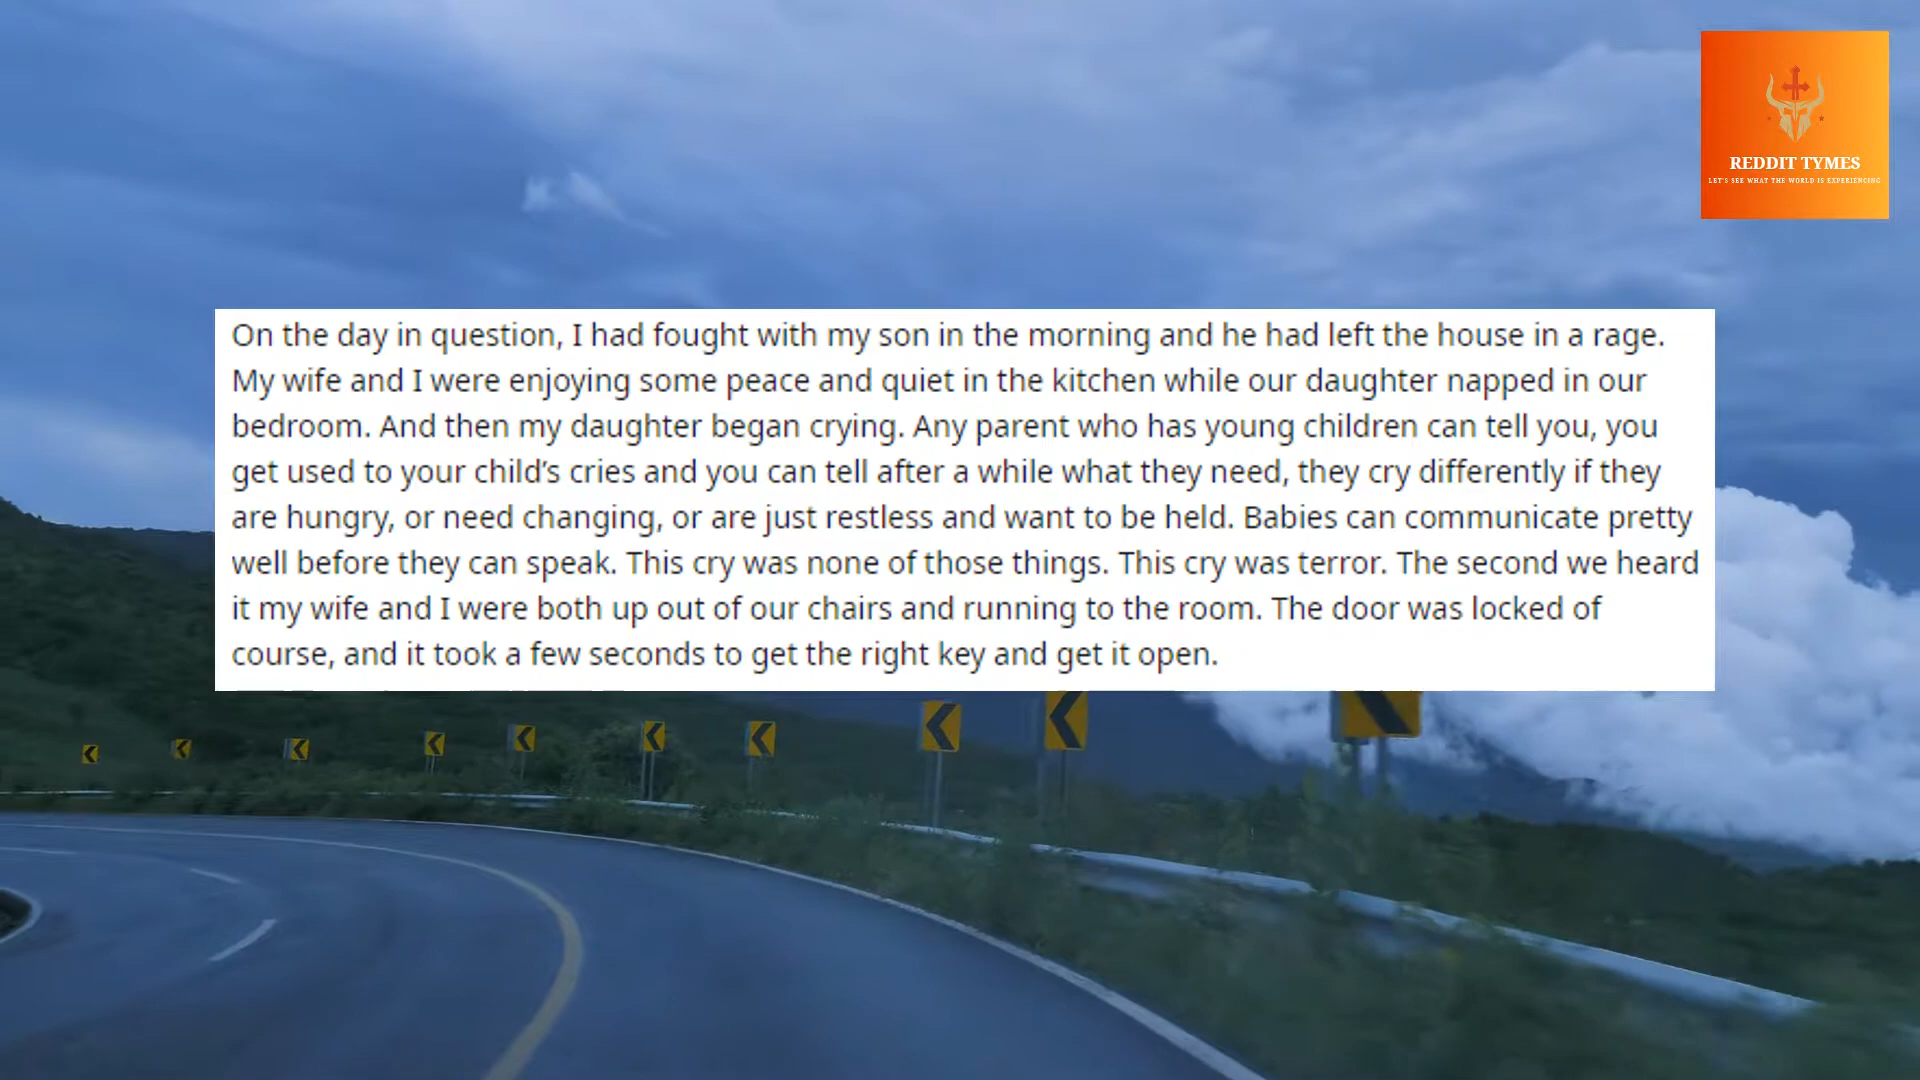 REDDIT TYMES
LET'S SEE WHAT THE WORLD IS EXPERIENCING
On the day in question, I had fought with my son in the morning and he had left the house in a rage.
My wife and I were enjoying some peace and quiet in the kitchen while our daughter napped in our
bedroom. And then my daughter began crying. Any parent who has young children can tell you, you
get used to your child’s cries and you can tell after a while what they need, they cry differently if they
are hungry, or need changing, or are just restless and want to be held. Babies can communicate pretty
well before they can speak. This cry was none of those things. This cry was terror. The second we heard
it my wife and I were both up out of our chairs and running to the room. The door was locked of
course, and it took a few seconds to get the right key and get it open.